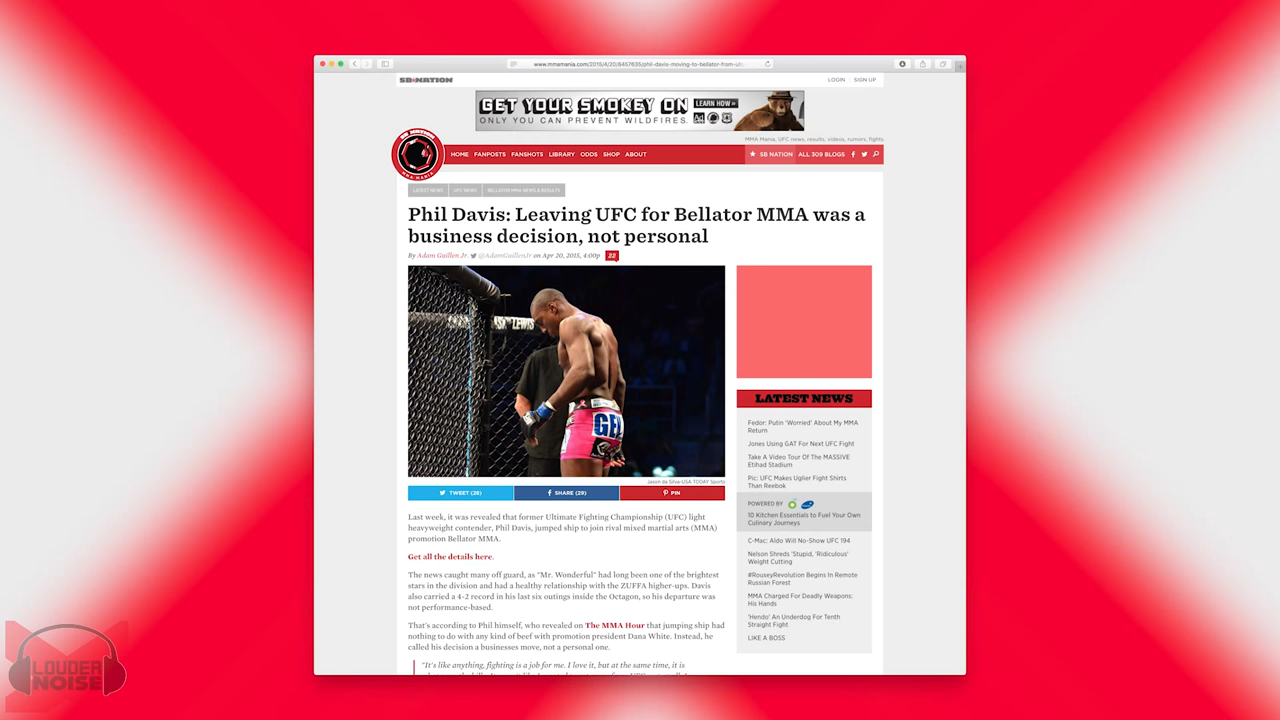 www.mmamania.com/2015/4/20/8457635/phil-davis-moving-to-bellator-from-ufc
SB NATION
LOGIN
SIGN UP
GET YOUR SMOKEY ON
LEARN HOW »
ONLY YOU CAN PREVENT WILDFIRES.
MMA Mania, UFC news, results, videos, rumors, fights
SB NATION
MMA MANIA
HOME FANPOSTS FANSHOTS LIBRARY ODDS SHOP ABOUT
SB NATION ALL 309 BLOGS
LATEST NEWS
UFC NEWS
BELLATOR MMA NEWS & RESULTS
Phil Davis: Leaving UFC for Bellator MMA was a
business decision, not personal
By Adam Guillen Jr. @AdamGuillenJr on Apr 20, 2015, 4:00p 22
GE
Jason da Silva-USA TODAY Sports
TWEET (28)
SHARE (29)
PIN
Last week, it was revealed that former Ultimate Fighting Championship (UFC) light
heavyweight contender, Phil Davis, jumped ship to join rival mixed martial arts (MMA)
promotion Bellator MMA.
Get all the details here.
The news caught many off guard, as "Mr. Wonderful" had long been one of the brightest
stars in the division and had a healthy relationship with the ZUFFA higher-ups. Davis
also carried a 4-2 record in his last six outings inside the Octagon, so his departure was
not performance-based.
That's according to Phil himself, who revealed on The MMA Hour that jumping ship had
nothing to do with any kind of beef with promotion president Dana White. Instead, he
called his decision a businesses move, not a personal one.
"It's like anything, fighting is a job for me. I love it, but at the same time, it is
LATEST NEWS
Fedor: Putin 'Worried' About My MMA
Return
Jones Using GAT For Next UFC Fight
Take A Video Tour Of The MASSIVE
Etihad Stadium
Pic: UFC Makes Uglier Fight Shirts
Than Reebok
POWERED BY
10 Kitchen Essentials to Fuel Your Own
Culinary Journeys
C-Mac: Aldo Will No-Show UFC 194
Nelson Shreds 'Stupid, 'Ridiculous'
Weight Cutting
#RouseyRevolution Begins In Remote
Russian Forest
MMA Charged For Deadly Weapons:
His Hands
'Hendo' An Underdog For Tenth
Straight Fight
LIKE A BOSS
LOUDER
NOISE